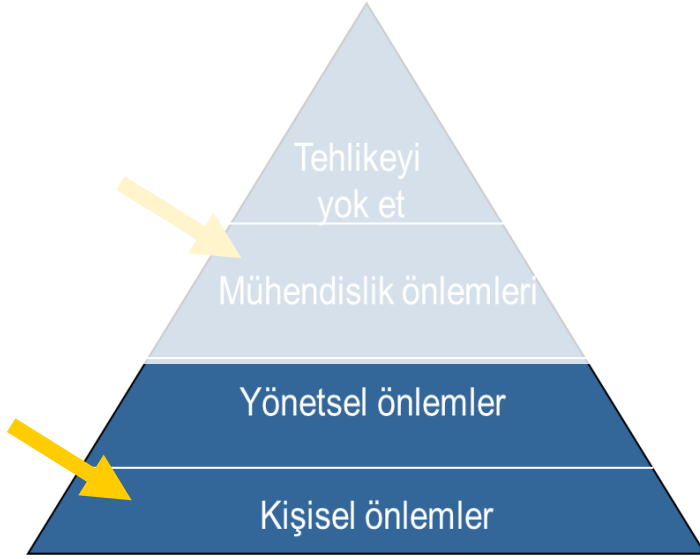 Tehlikeyi
yok et
Mühendislik önlemleri
Yönetsel önlemler
Kişisel önlemler